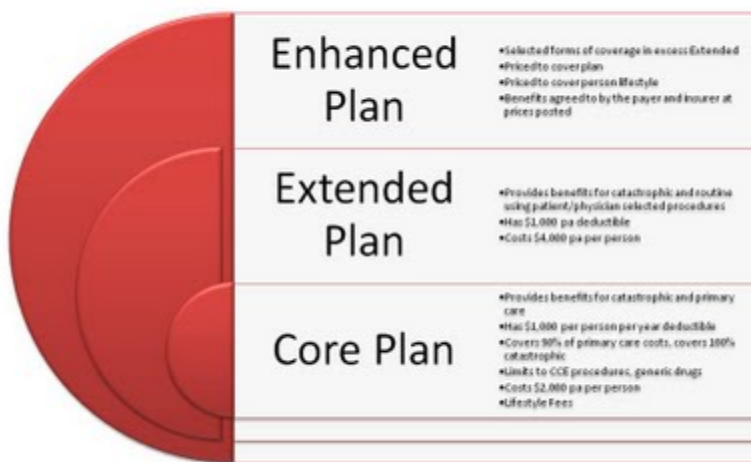 Enhanced
Plan
•Selected forms of coverage in excess Extended
•Priced to cover plan
•Priced to cover person lifestyle
•Benefits agreed to by the payer and insurer at
prices posted
Extended
Plan
•Provides benefits for catastrophic and routine
using patient/physician selected procedures
•Has $1,000 pa deductible
•Costs $4,000 pa per person
Core Plan
•Provides benefits for catastrophic and primary
care
•Has $1,000 per person per year deductible
•Covers 90% of primary care costs, covers 100%
catastrophic
•Limits to CCE procedures, generic drugs
•Costs $2,000 pa per person
•Lifestyle Fees